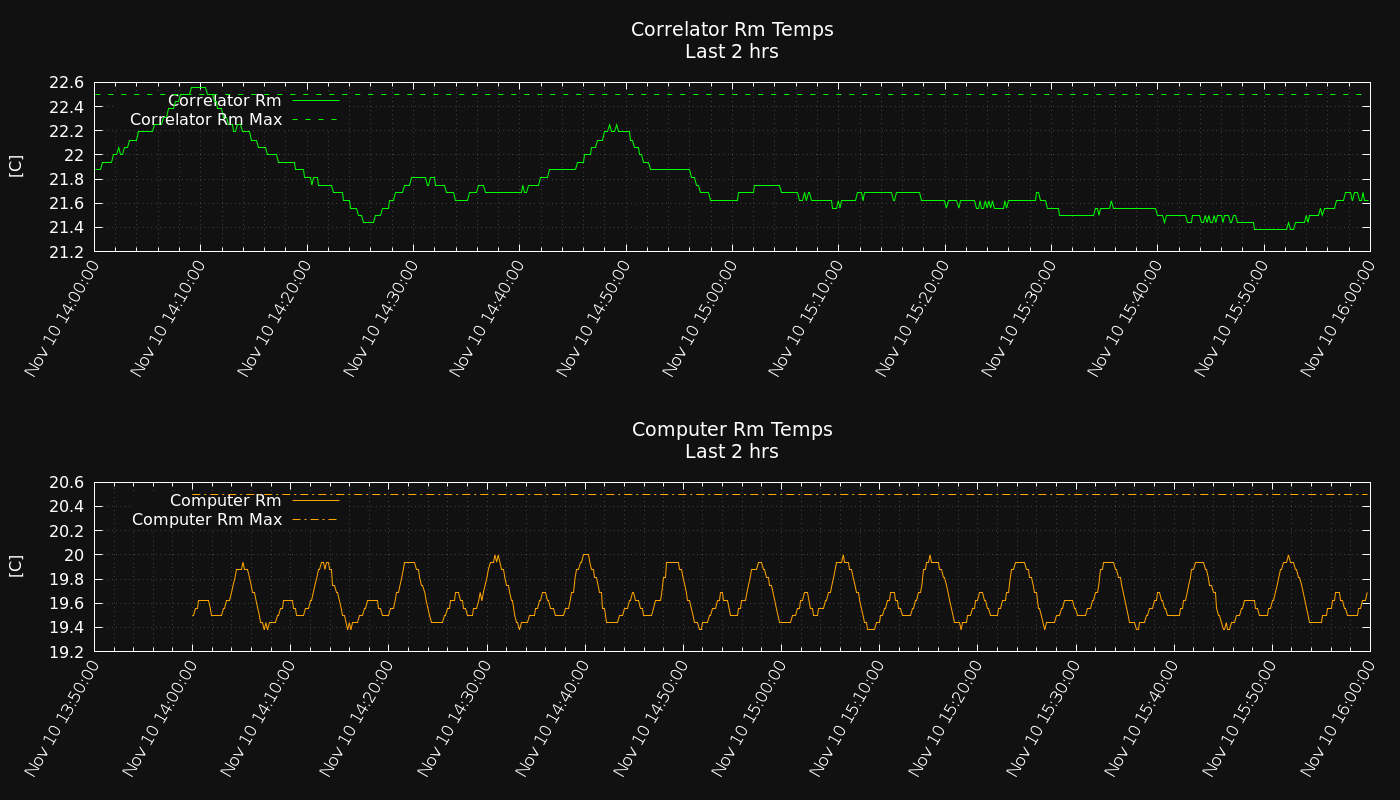 Correlator Rm Temps
Last 2 hrs
[C]
22.6
22.4
22.2
22
21.8
21.6
21.4
21.2
Correlator Rm
Correlator Rm Max
Nov 10 14:00:00
Nov 10 14:10:00
Nov 10 14:20:00
Nov 10 14:30:00
Nov 10 14:40:00
Nov 10 14:50:00
Nov 10 15:00:00
Nov 10 15:10:00
Nov 10 15:20:00
Nov 10 15:30:00
Nov 10 15:40:00
Nov 10 15:50:00
Nov 10 16:00:00
Computer Rm Temps
Last 2 hrs
[C]
20.6
20.4
20.2
20
19.8
19.6
19.4
19.2
Computer Rm
Computer Rm Max
Nov 10 13:50:00
Nov 10 14:00:00
Nov 10 14:10:00
Nov 10 14:20:00
Nov 10 14:30:00
Nov 10 14:40:00
Nov 10 14:50:00
Nov 10 15:00:00
Nov 10 15:10:00
Nov 10 15:20:00
Nov 10 15:30:00
Nov 10 15:40:00
Nov 10 15:50:00
Nov 10 16:00:00